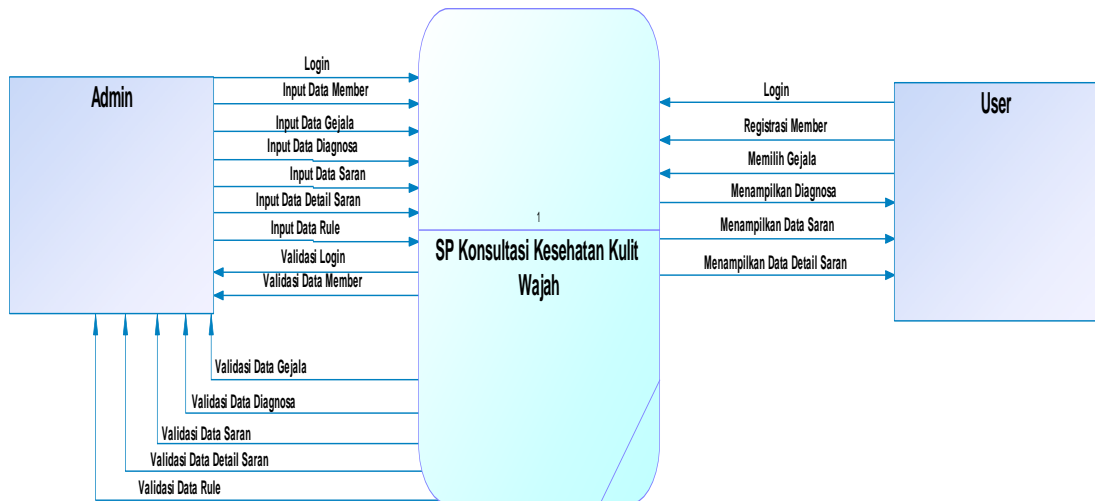 Admin
Login
Input Data Member
Input Data Gejala
Input Data Diagnosa
Input Data Saran
Input Data Detail Saran
Input Data Rule
Validasi Login
Validasi Data Member
Validasi Data Gejala
Validasi Data Diagnosa
Validasi Data Saran
Validasi Data Detail Saran
Validasi Data Rule
1
SP Konsultasi Kesehatan Kulit
Wajah
Login
Registrasi Member
Memilih Gejala
Menampilkan Diagnosa
Menampilkan Data Saran
Menampilkan Data Detail Saran
User